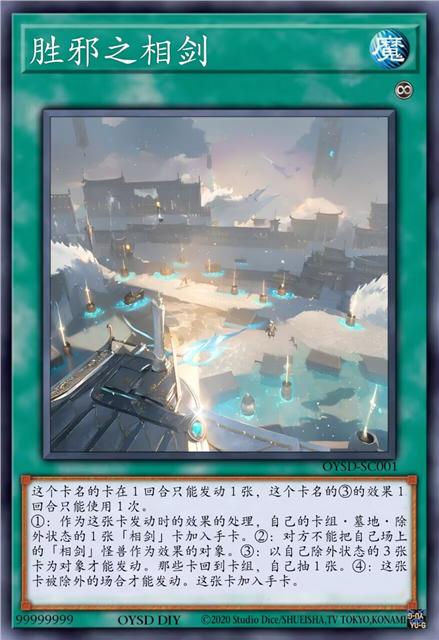 胜邪之相剑
魔
OYSD-SC001
这个卡名的卡在1回合只能发动1张，这个卡名的③的效果1
回合只能使用1次。
①：作为这张卡发动时的效果的处理，自己的卡组·墓地·除
外状态的1张「相剑」卡加入手卡。②：对方不能把自己场上
的「相剑」怪兽作为效果的对象。③：以自己除外状态的3张
卡为对象才能发动。那些卡回到卡组，自己抽1张。④：这张
卡被除外的场合才能发动。这张卡加入手卡。
99999999 OYSD DIY ©2020 Studio Dice/SHUEISHA,TV TOKYO,KONAMI